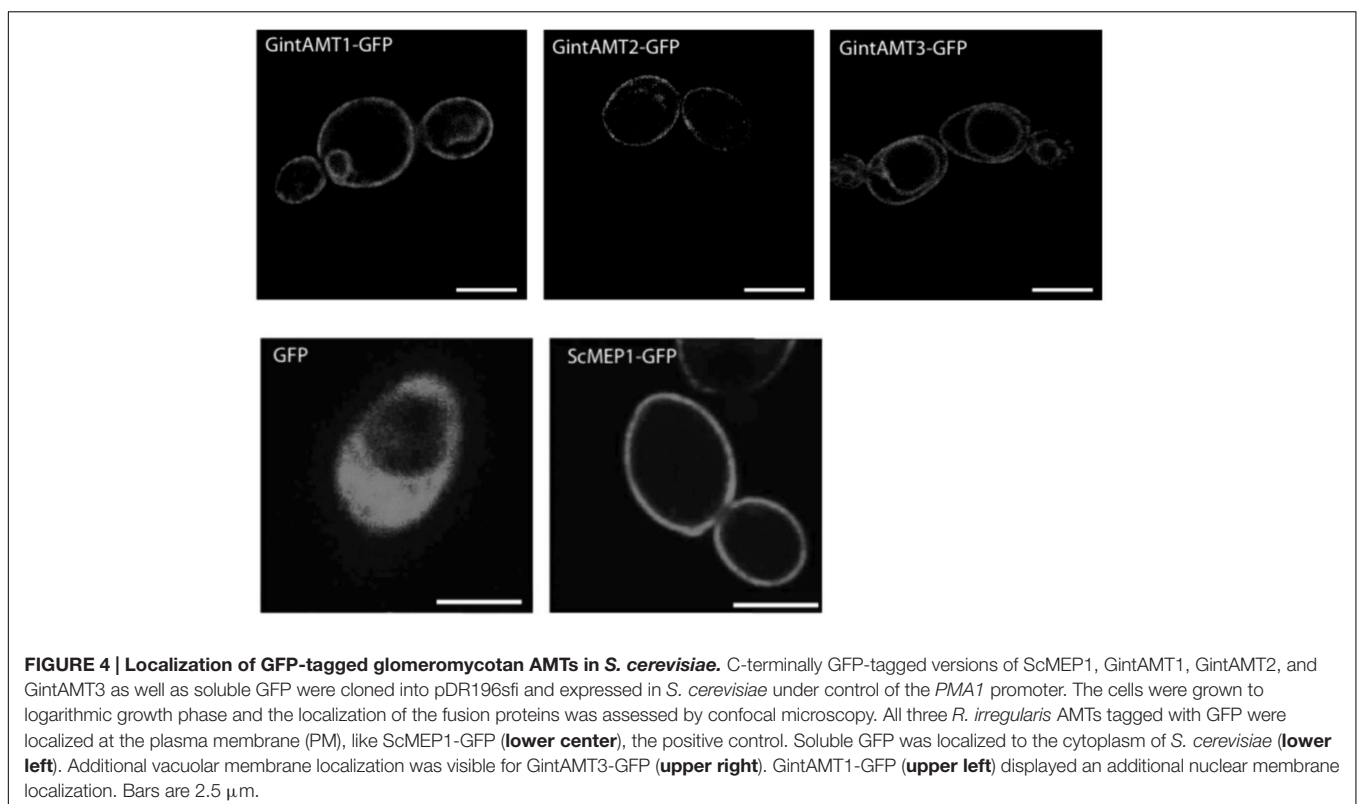 GintAMT1-GFP
GintAMT2-GFP
GintAMT3-GFP
GFP
ScMEP1-GFP
FIGURE 4 | Localization of GFP-tagged glomeromycotan AMTs in S. cerevisiae. C-terminally GFP-tagged versions of ScMEP1, GintAMT1, GintAMT2, and
GintAMT3 as well as soluble GFP were cloned into pDR196sfi and expressed in S. cerevisiae under control of the PMA1 promoter. The cells were grown to
logarithmic growth phase and the localization of the fusion proteins was assessed by confocal microscopy. All three R. irregularis AMTs tagged with GFP were
localized at the plasma membrane (PM), like ScMEP1-GFP (lower center), the positive control. Soluble GFP was localized to the cytoplasm of S. cerevisiae (lower
left). Additional vacuolar membrane localization was visible for GintAMT3-GFP (upper right). GintAMT1-GFP (upper left) displayed an additional nuclear membrane
localization. Bars are 2.5 μm.